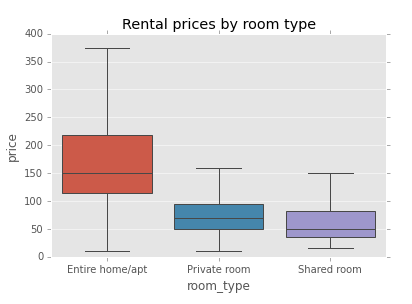 Rental prices by room type
400
350
300
250
200
150
100
50
0
price
Entire home/apt Private room Shared room
room_type